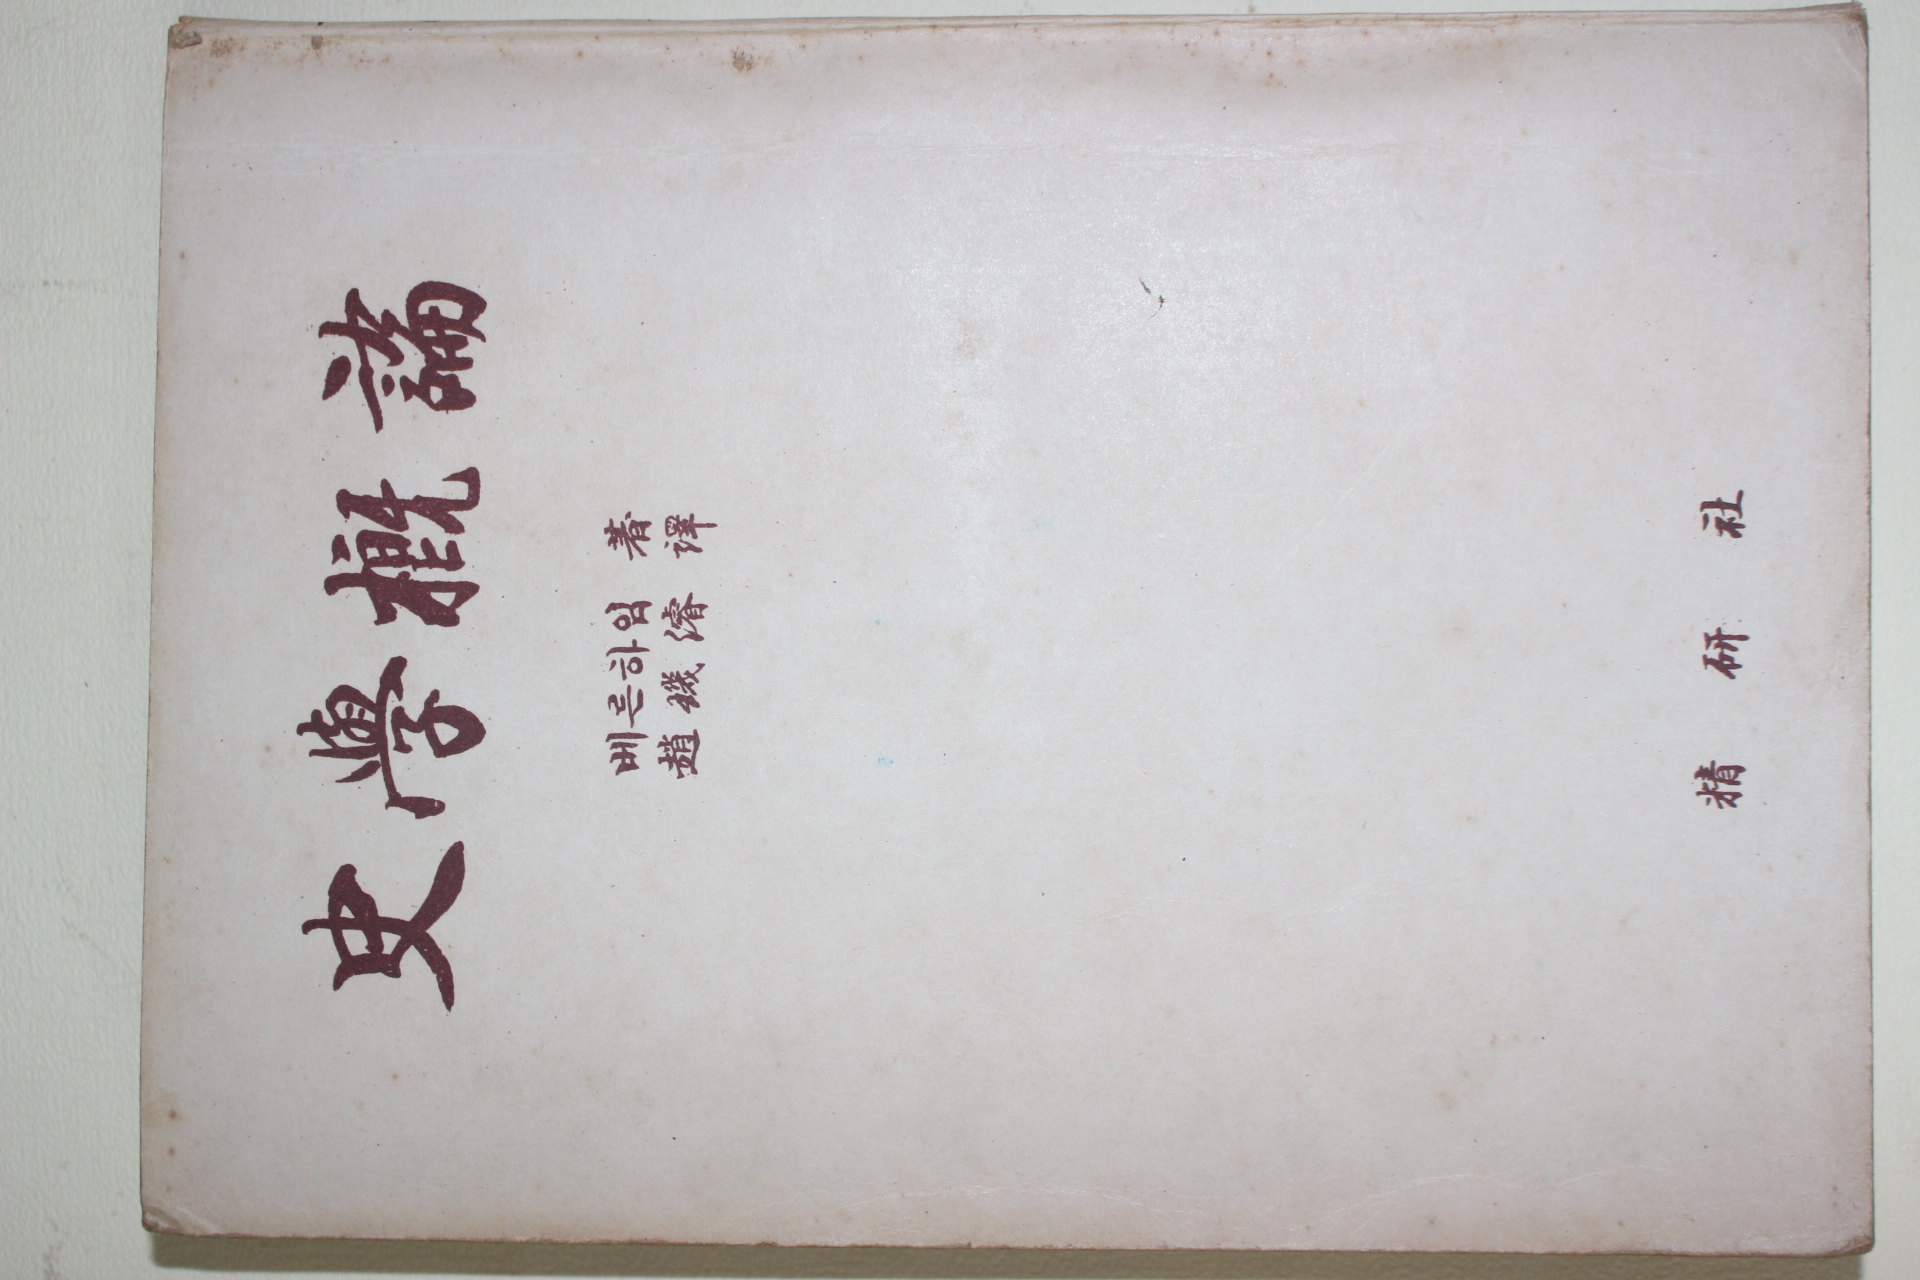 史學概論
베른하임 著
趙璣濬 譯
精研社